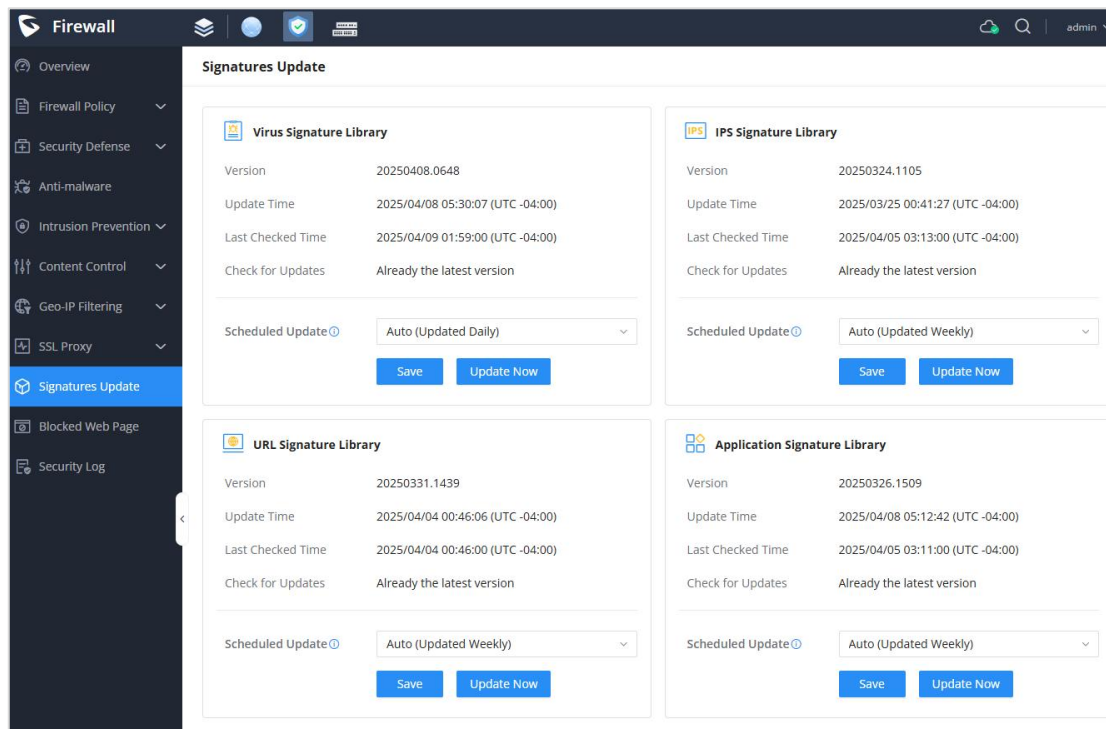 Firewall
admin
Overview
Firewall Policy
Security Defense
Anti-malware
Intrusion Prevention
Content Control
Geo-IP Filtering
SSL Proxy
Signatures Update
Blocked Web Page
Security Log
Signatures Update
Virus Signature Library
Version 20250408.0648
Update Time 2025/04/08 05:30:07 (UTC -04:00)
Last Checked Time 2025/04/09 01:59:00 (UTC -04:00)
Check for Updates Already the latest version
Scheduled Update Auto (Updated Daily)
Save Update Now
IPS IPS Signature Library
Version 20250324.1105
Update Time 2025/03/25 00:41:27 (UTC -04:00)
Last Checked Time 2025/04/05 03:13:00 (UTC -04:00)
Check for Updates Already the latest version
Scheduled Update Auto (Updated Weekly)
Save Update Now
URL Signature Library
Version 20250331.1439
Update Time 2025/04/04 00:46:06 (UTC -04:00)
Last Checked Time 2025/04/04 00:46:00 (UTC -04:00)
Check for Updates Already the latest version
Scheduled Update Auto (Updated Weekly)
Save Update Now
Application Signature Library
Version 20250326.1509
Update Time 2025/04/08 05:12:42 (UTC -04:00)
Last Checked Time 2025/04/05 03:11:00 (UTC -04:00)
Check for Updates Already the latest version
Scheduled Update Auto (Updated Weekly)
Save Update Now